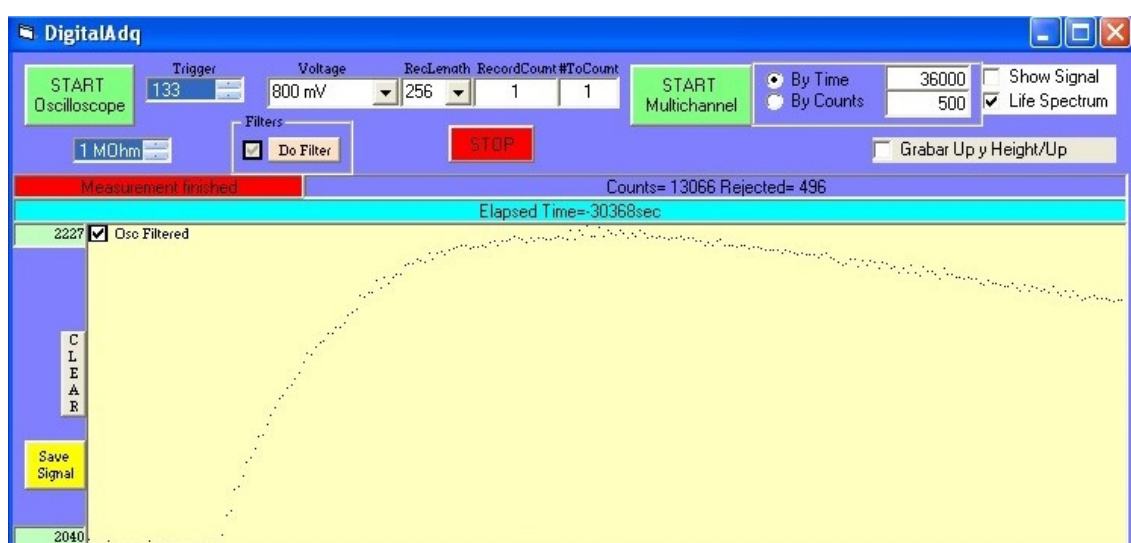 DigitalAdq
START
Oscilloscope
Trigger
133
Voltage
800 mV
RecLength
256
RecordCount
1
#ToCount
1
START
Multichannel
By Time
36000
By Counts
500
Show Signal
Life Spectrum
1 MOhm
Filters
Do Filter
STOP
Grabar Up y Height/Up
Measurement finished
Counts= 13066 Rejected= 496
Elapsed Time=-30368sec
2227
Osc Filtered
C
L
E
A
R
Save
Signal
2040